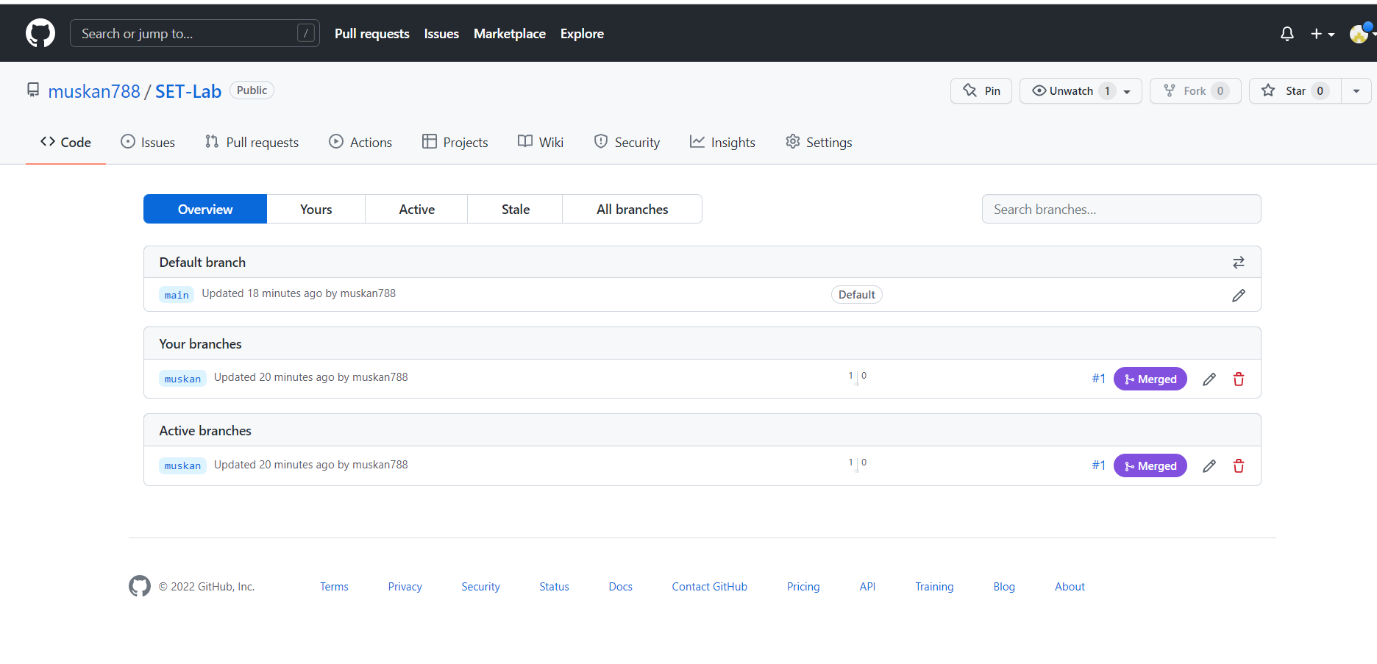 Search or jump to... / Pull requests Issues Marketplace Explore
muskan788 / SET-Lab Public Pin Unwatch 1 Fork 0 Star 0
Code Issues Pull requests Actions Projects Wiki Security Insights Settings
Overview Yours Active Stale All branches Search branches...
Default branch
main Updated 18 minutes ago by muskan788 Default
Your branches
muskan Updated 20 minutes ago by muskan788 1 0 #1 Merged
Active branches
muskan Updated 20 minutes ago by muskan788 1 0 #1 Merged
© 2022 GitHub, Inc. Terms Privacy Security Status Docs Contact GitHub Pricing API Training Blog About